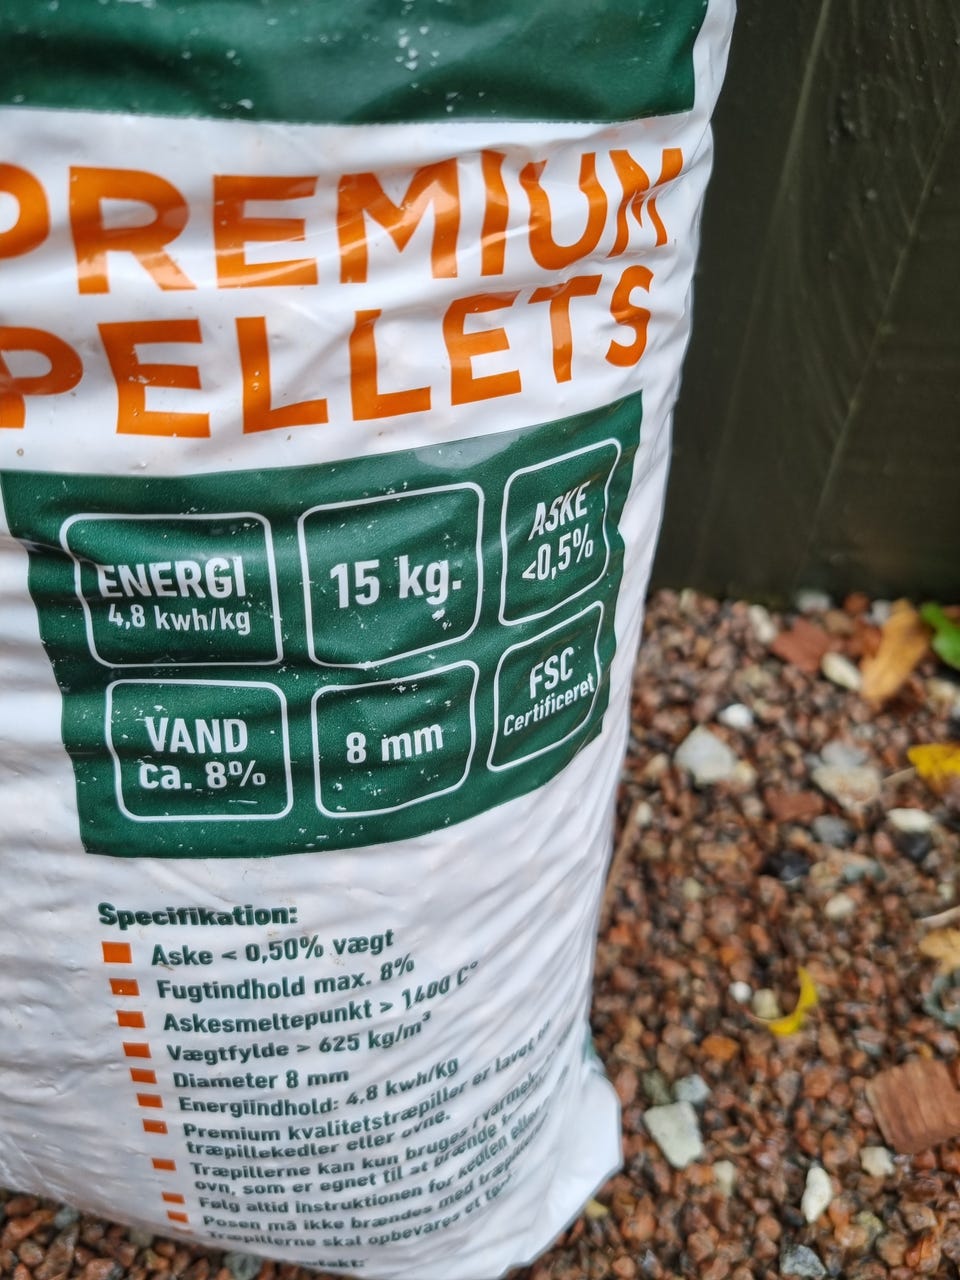 PREMIUM
PELLETS
ENERGI
4,8 kwh/kg
15 kg.
ASKE
<0,5%
VAND
ca. 8%
8 mm
FSC
Certificeret
Specifikation:
Aske < 0,50% vægt
Fugtindhold max. 8%
Askesmeltepunkt > 1400 C°
Vægtfylde > 625 kg/m³
Diameter 8 mm
Energiindhold: 4.8 kwh/kg
Premium kvalitetstræpiller er lavet
træpillekedler eller ovne.
Træpillerne kan kun bruges i
ovn, som er egnet til at brænde
Følg altid instruktionen for kedlen eller
Posen må ikke brændes med
Træpillerne skal opbevares et